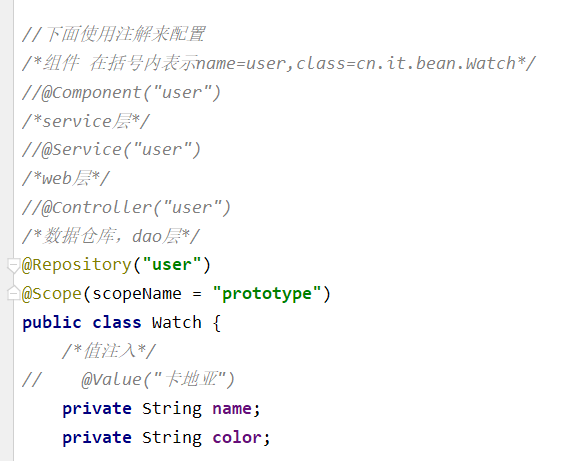 //下面使用注解来配置
/*组件 在括号内表示name=user,class=cn.it.bean.Watch*/
//@Component("user")
/*service层*/
//@Service("user")
/*web层*/
//@Controller("user")
/*数据仓库，dao层*/
@Repository("user")
@Scope(scopeName = "prototype")
public class Watch {
    /*值注入*/
//    @Value("卡地亚")
    private String name;
    private String color;